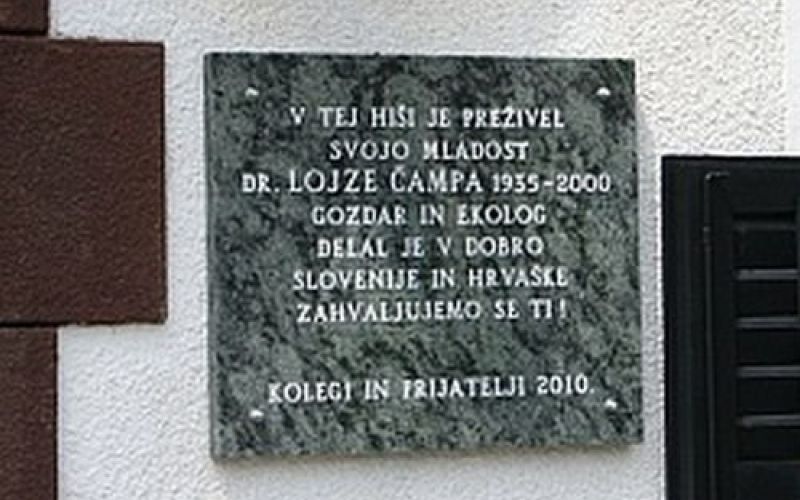 V TEJ HIŠI JE PREŽIVEL
SVOJO MLADOST
DR. LOJZE ČAMPA 1935-2000
GOZDAR IN EKOLOG
DELAL JE V DOBRO
SLOVENIJE IN HRVAŠKE
ZAHVALJUJEMO SE TI!
KOLEGI IN PRIJATELJI 2010.